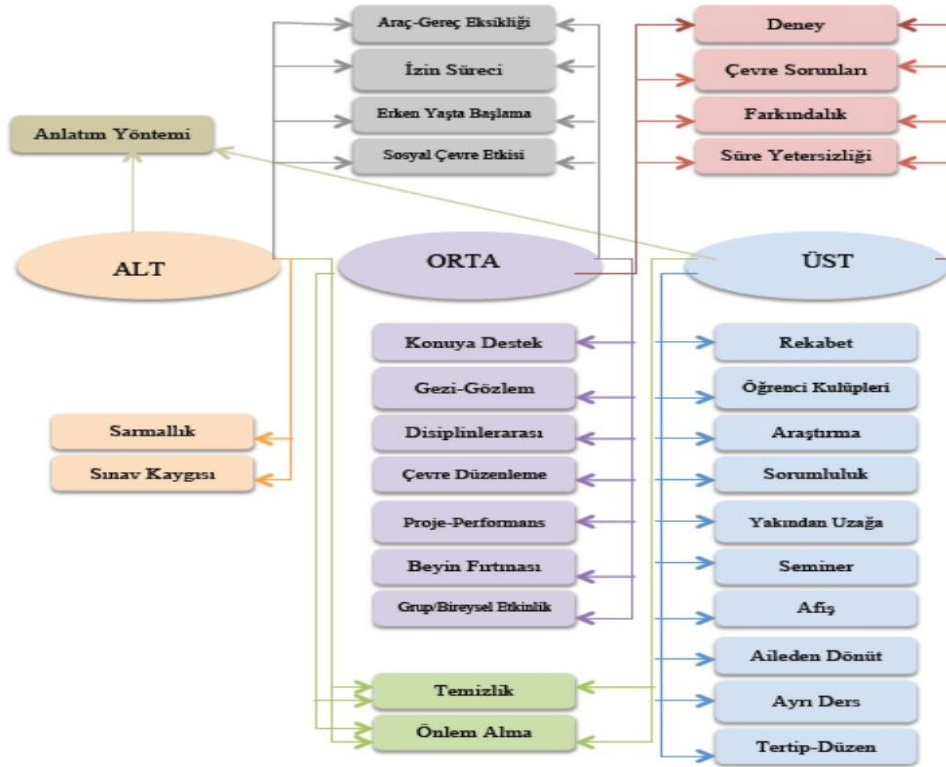 Araç-Gereç Eksikliği
İzin Süreci
Erken Yaşta Başlama
Sosyal Çevre Etkisi
Deney
Çevre Sorunları
Farkındalık
Süre Yetersizliği
Anlatım Yöntemi
ALT
ORTA
ÜST
Sarmallık
Sınav Kaygısı
Konuya Destek
Gezi-Gözlem
Disiplinlerarası
Çevre Düzenleme
Proje-Performans
Beyin Fırtınası
Grup/Bireysel Etkinlik
Temizlik
Önlem Alma
Rekabet
Öğrenci Kulüpleri
Araştırma
Sorumluluk
Yakından Uzağa
Seminer
Afiş
Aileden Dönüt
Ayrı Ders
Tertip-Düzen